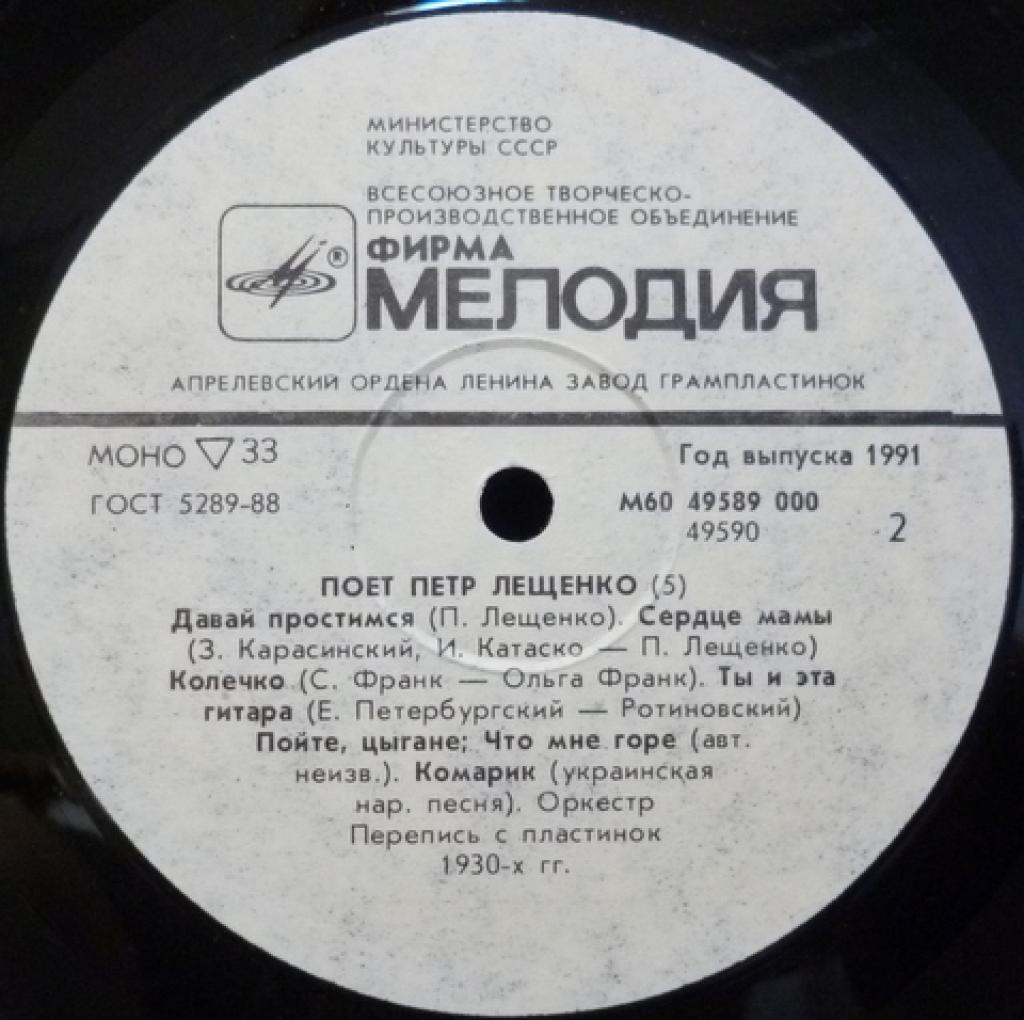 МИНИСТЕРСТВО
КУЛЬТУРЫ СССР
ВСЕСОЮЗНОЕ ТВОРЧЕСКО-
ПРОИЗВОДСТВЕННОЕ ОБЪЕДИНЕНИЕ
ФИРМА
®
МЕЛОДИЯ
АПРЕЛЕВСКИЙ ОРДЕНА ЛЕНИНА ЗАВОД ГРАМПЛАСТИНОК
МОНО ▽ 33
Год выпуска 1991
ГОСТ 5289-88
М60 49589 000
49590
2
ПОЕТ ПЕТР ЛЕЩЕНКО (5)
Давай простимся (П. Лещенко). Сердце мамы
(З. Карасинский, И. Катаско — П. Лещенко)
Колечко (С. Франк — Ольга Франк). Ты и эта
гитара (Е. Петербургский — Ротиновский)
Пойте, цыгане; Что мне горе (авт.
неизв.). Комарик (украинская
нар. песня). Оркестр
Перепись с пластинок
1930-х гг.